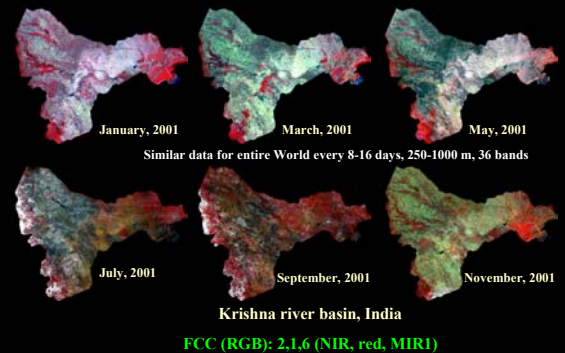 January, 2001
March, 2001
May, 2001
Similar data for entire World every 8-16 days, 250-1000 m, 36 bands
July, 2001
September, 2001
November, 2001
Krishna river basin, India
FCC (RGB): 2,1,6 (NIR, red, MIR1)